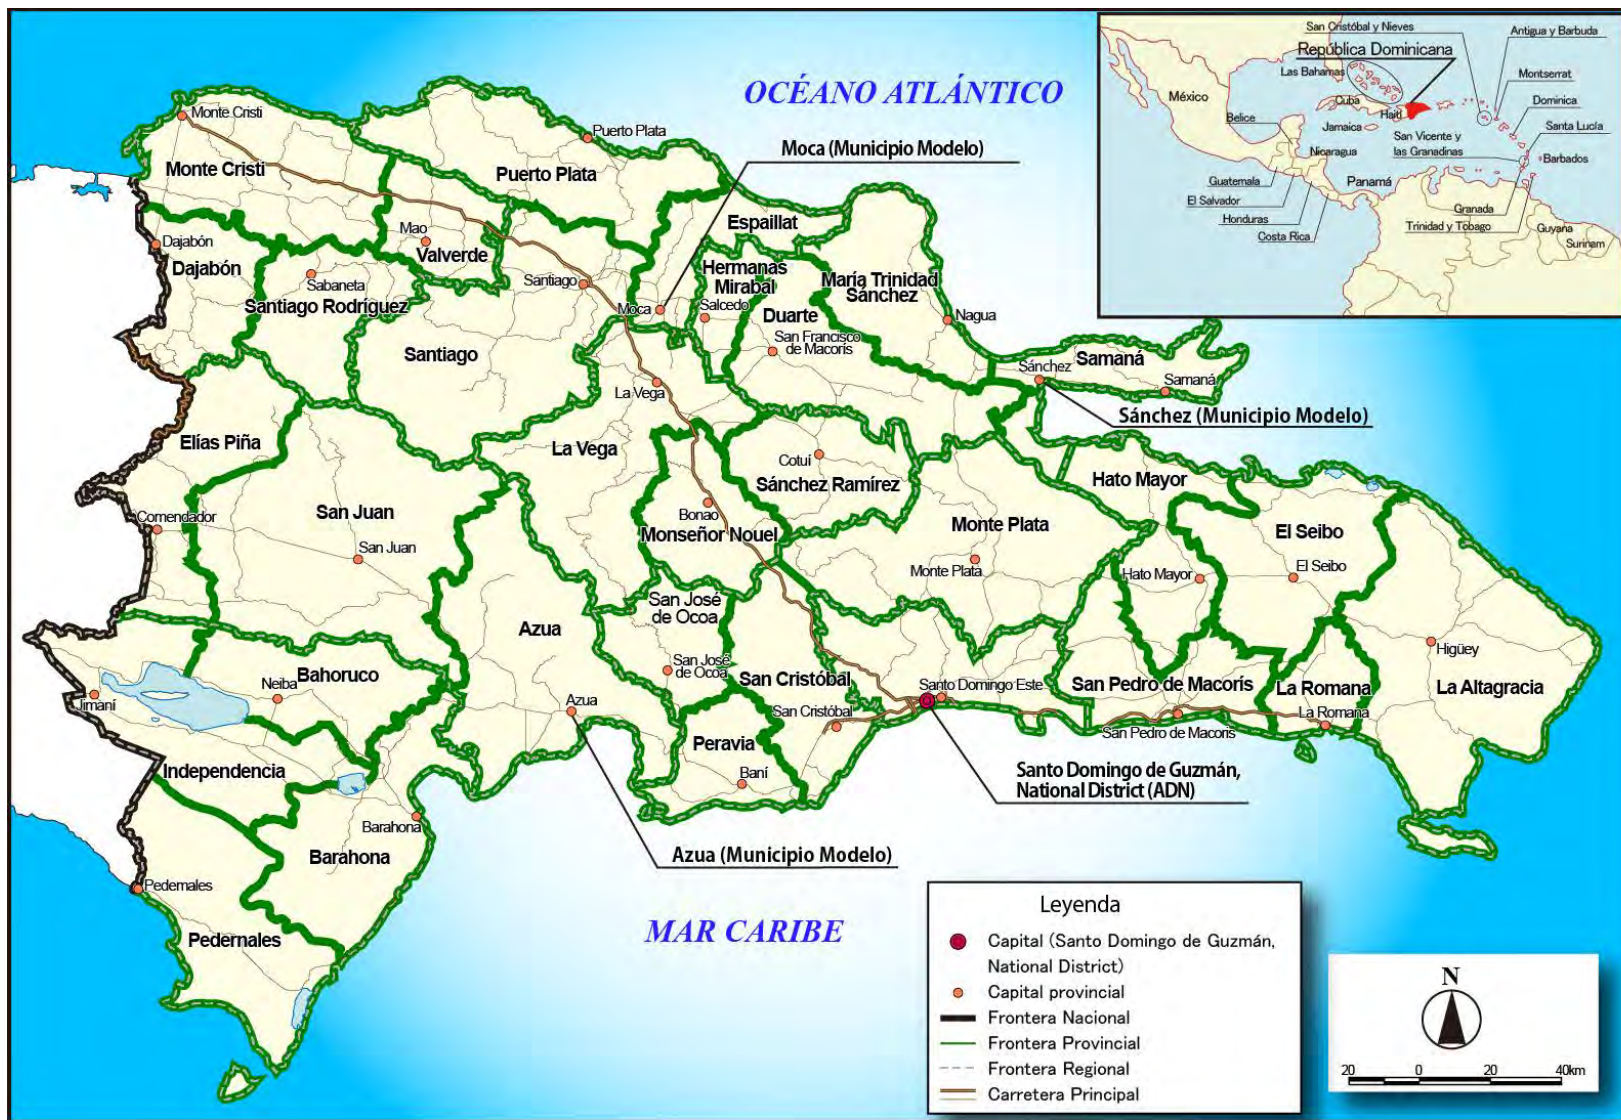 OCÉANO ATLÁNTICO
San Cristóbal y Nieves
Antigua y Barbuda
República Dominicana
Las Bahamas
Montserrat
México
Cuba
Dominica
Haití
Belice
Jamaica
San Vicente y
las Granadinas
Santa Lucía
Nicaragua
Barbados
Guatemala
Panamá
El Salvador
Granada
Honduras
Trinidad y Tobago
Guyana
Costa Rica
Surinam
Monte Cristi
Puerto Plata
Moca (Municipio Modelo)
Monte Cristi
Puerto Plata
Espaillat
Mao
Dajabón
Valverde
Dajabón
Hermanas
Mirabal
María Trinidad
Sánchez
Sabaneta
Santiago
Santiago Rodríguez
Moca
Salcedo
Duarte
Nagua
Santiago
San Francisco
de Macorís
Samaná
Sánchez
La Vega
Samaná
Sánchez (Municipio Modelo)
Elías Piña
La Vega
Cotuí
Sánchez Ramírez
Hato Mayor
San Juan
Comendador
Bonao
Monseñor Nouel
Monte Plata
El Seibo
San Juan
Monte Plata
Hato Mayor
El Seibo
San José
de Ocoa
Azua
Higüey
Bahoruco
San José
de Ocoa
San Cristóbal
Santo Domingo Este
San Pedro de Macorís
La Romana
La Altagracia
Neiba
Jimaní
Azua
San Cristóbal
La Romana
San Pedro de Macorís
Peravia
Independencia
Baní
Santo Domingo de Guzmán,
National District (ADN)
Barahona
Barahona
Azua (Municipio Modelo)
Pedernales
Pedernales
MAR CARIBE
Leyenda
Capital (Santo Domingo de Guzmán,
National District)
Capital provincial
Frontera Nacional
Frontera Provincial
Frontera Regional
Carretera Principal
N
20 0 20 40km